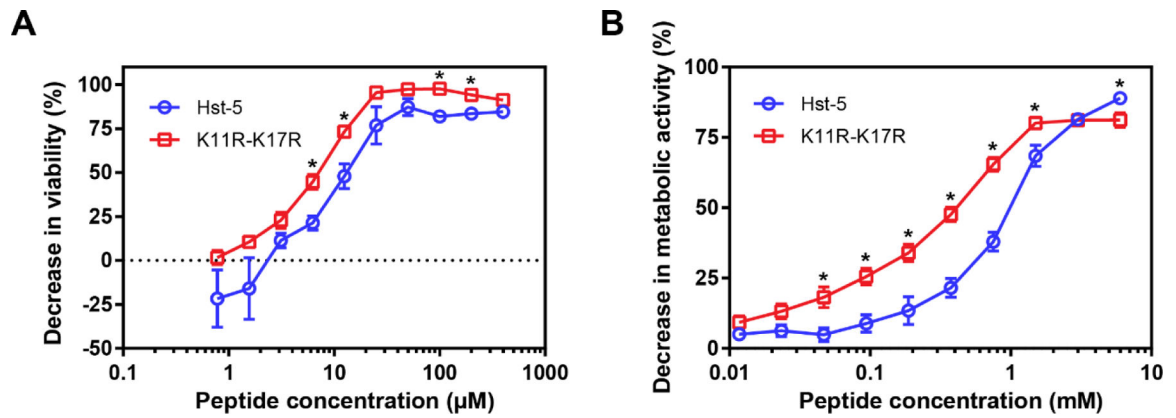 A
Decrease in viability (%)
100
75
50
25
0
-25
-50
Hst-5
K11R-K17R
* * * *
0.1 1 10 100 1000
Peptide concentration (µM)
B
Decrease in metabolic activity (%)
100
75
50
25
0
Hst-5
K11R-K17R
* * * * * * *
0.01 0.1 1 10
Peptide concentration (mM)